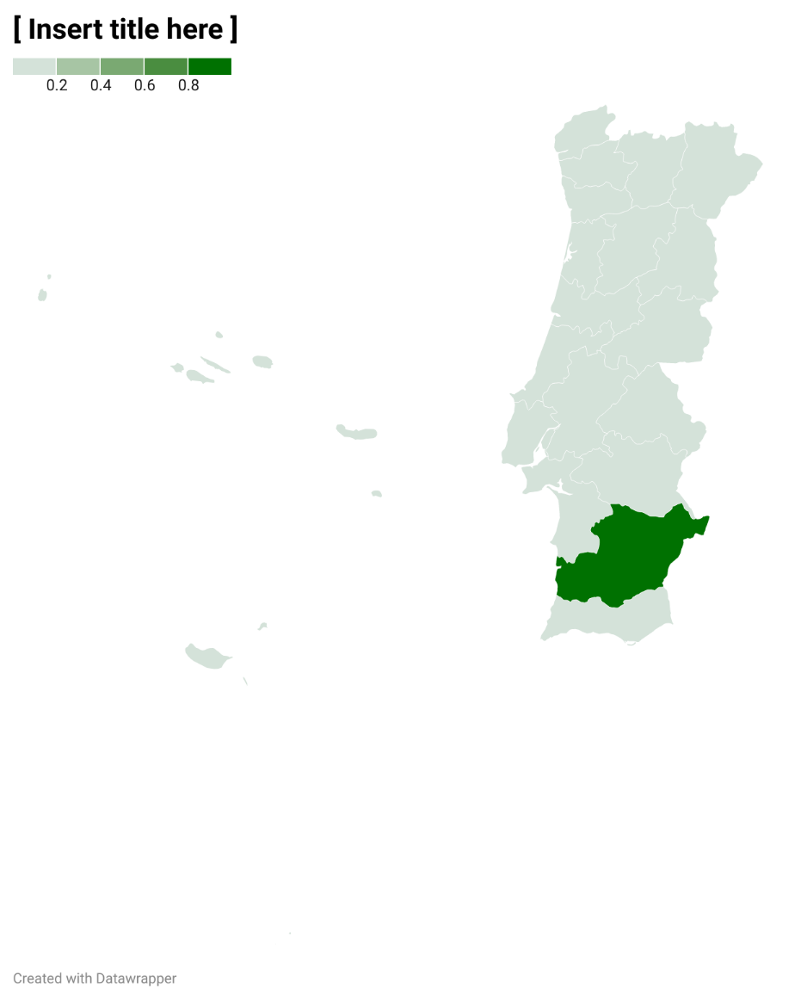 [ Insert title here ]
0.2 0.4 0.6 0.8
Created with Datawrapper